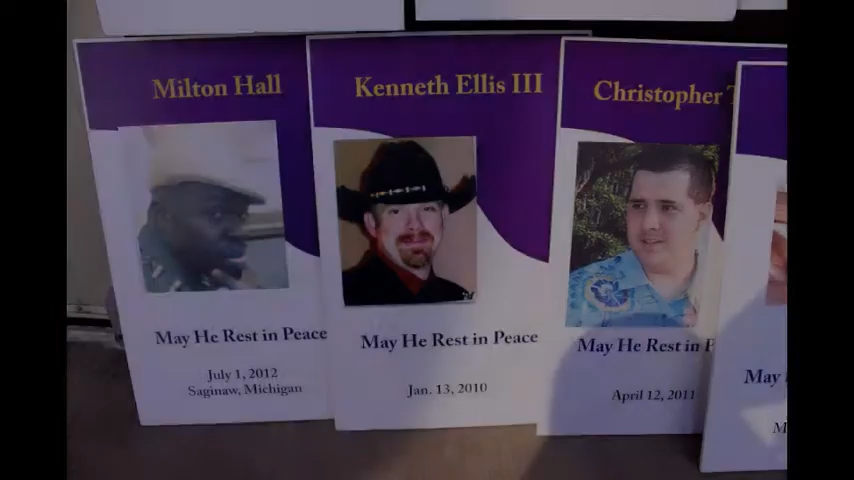 Milton Hall
May He Rest in Peace
July 1, 2012
Saginaw, Michigan
Kenneth Ellis III
May He Rest in Peace
Jan. 13, 2010
Christopher
May He Rest in
April 12, 2011
May